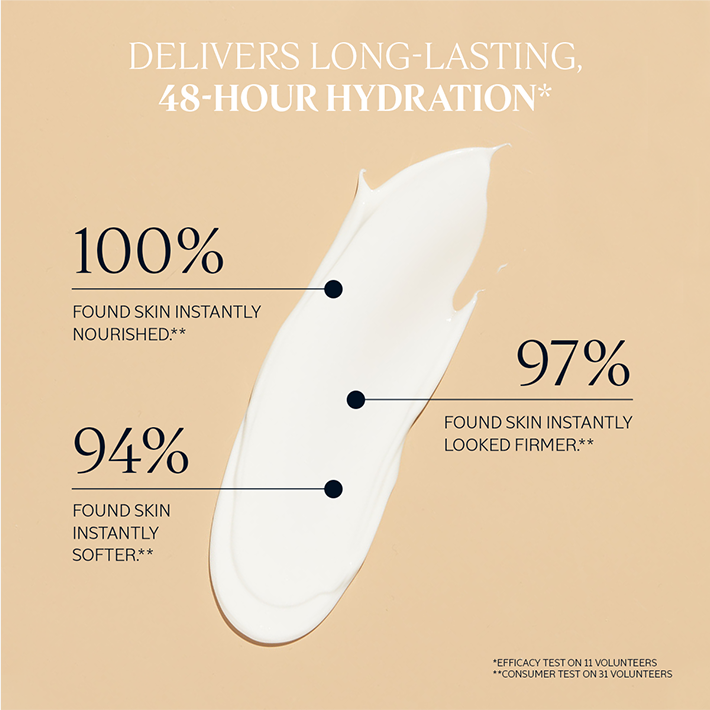 DELIVERS LONG-LASTING,
48-HOUR HYDRATION*
100%
FOUND SKIN INSTANTLY
NOURISHED.**
97%
FOUND SKIN INSTANTLY
LOOKED FIRMER.**
94%
FOUND SKIN
INSTANTLY
SOFTER.**
*EFFICACY TEST ON 11 VOLUNTEERS
**CONSUMER TEST ON 31 VOLUNTEERS